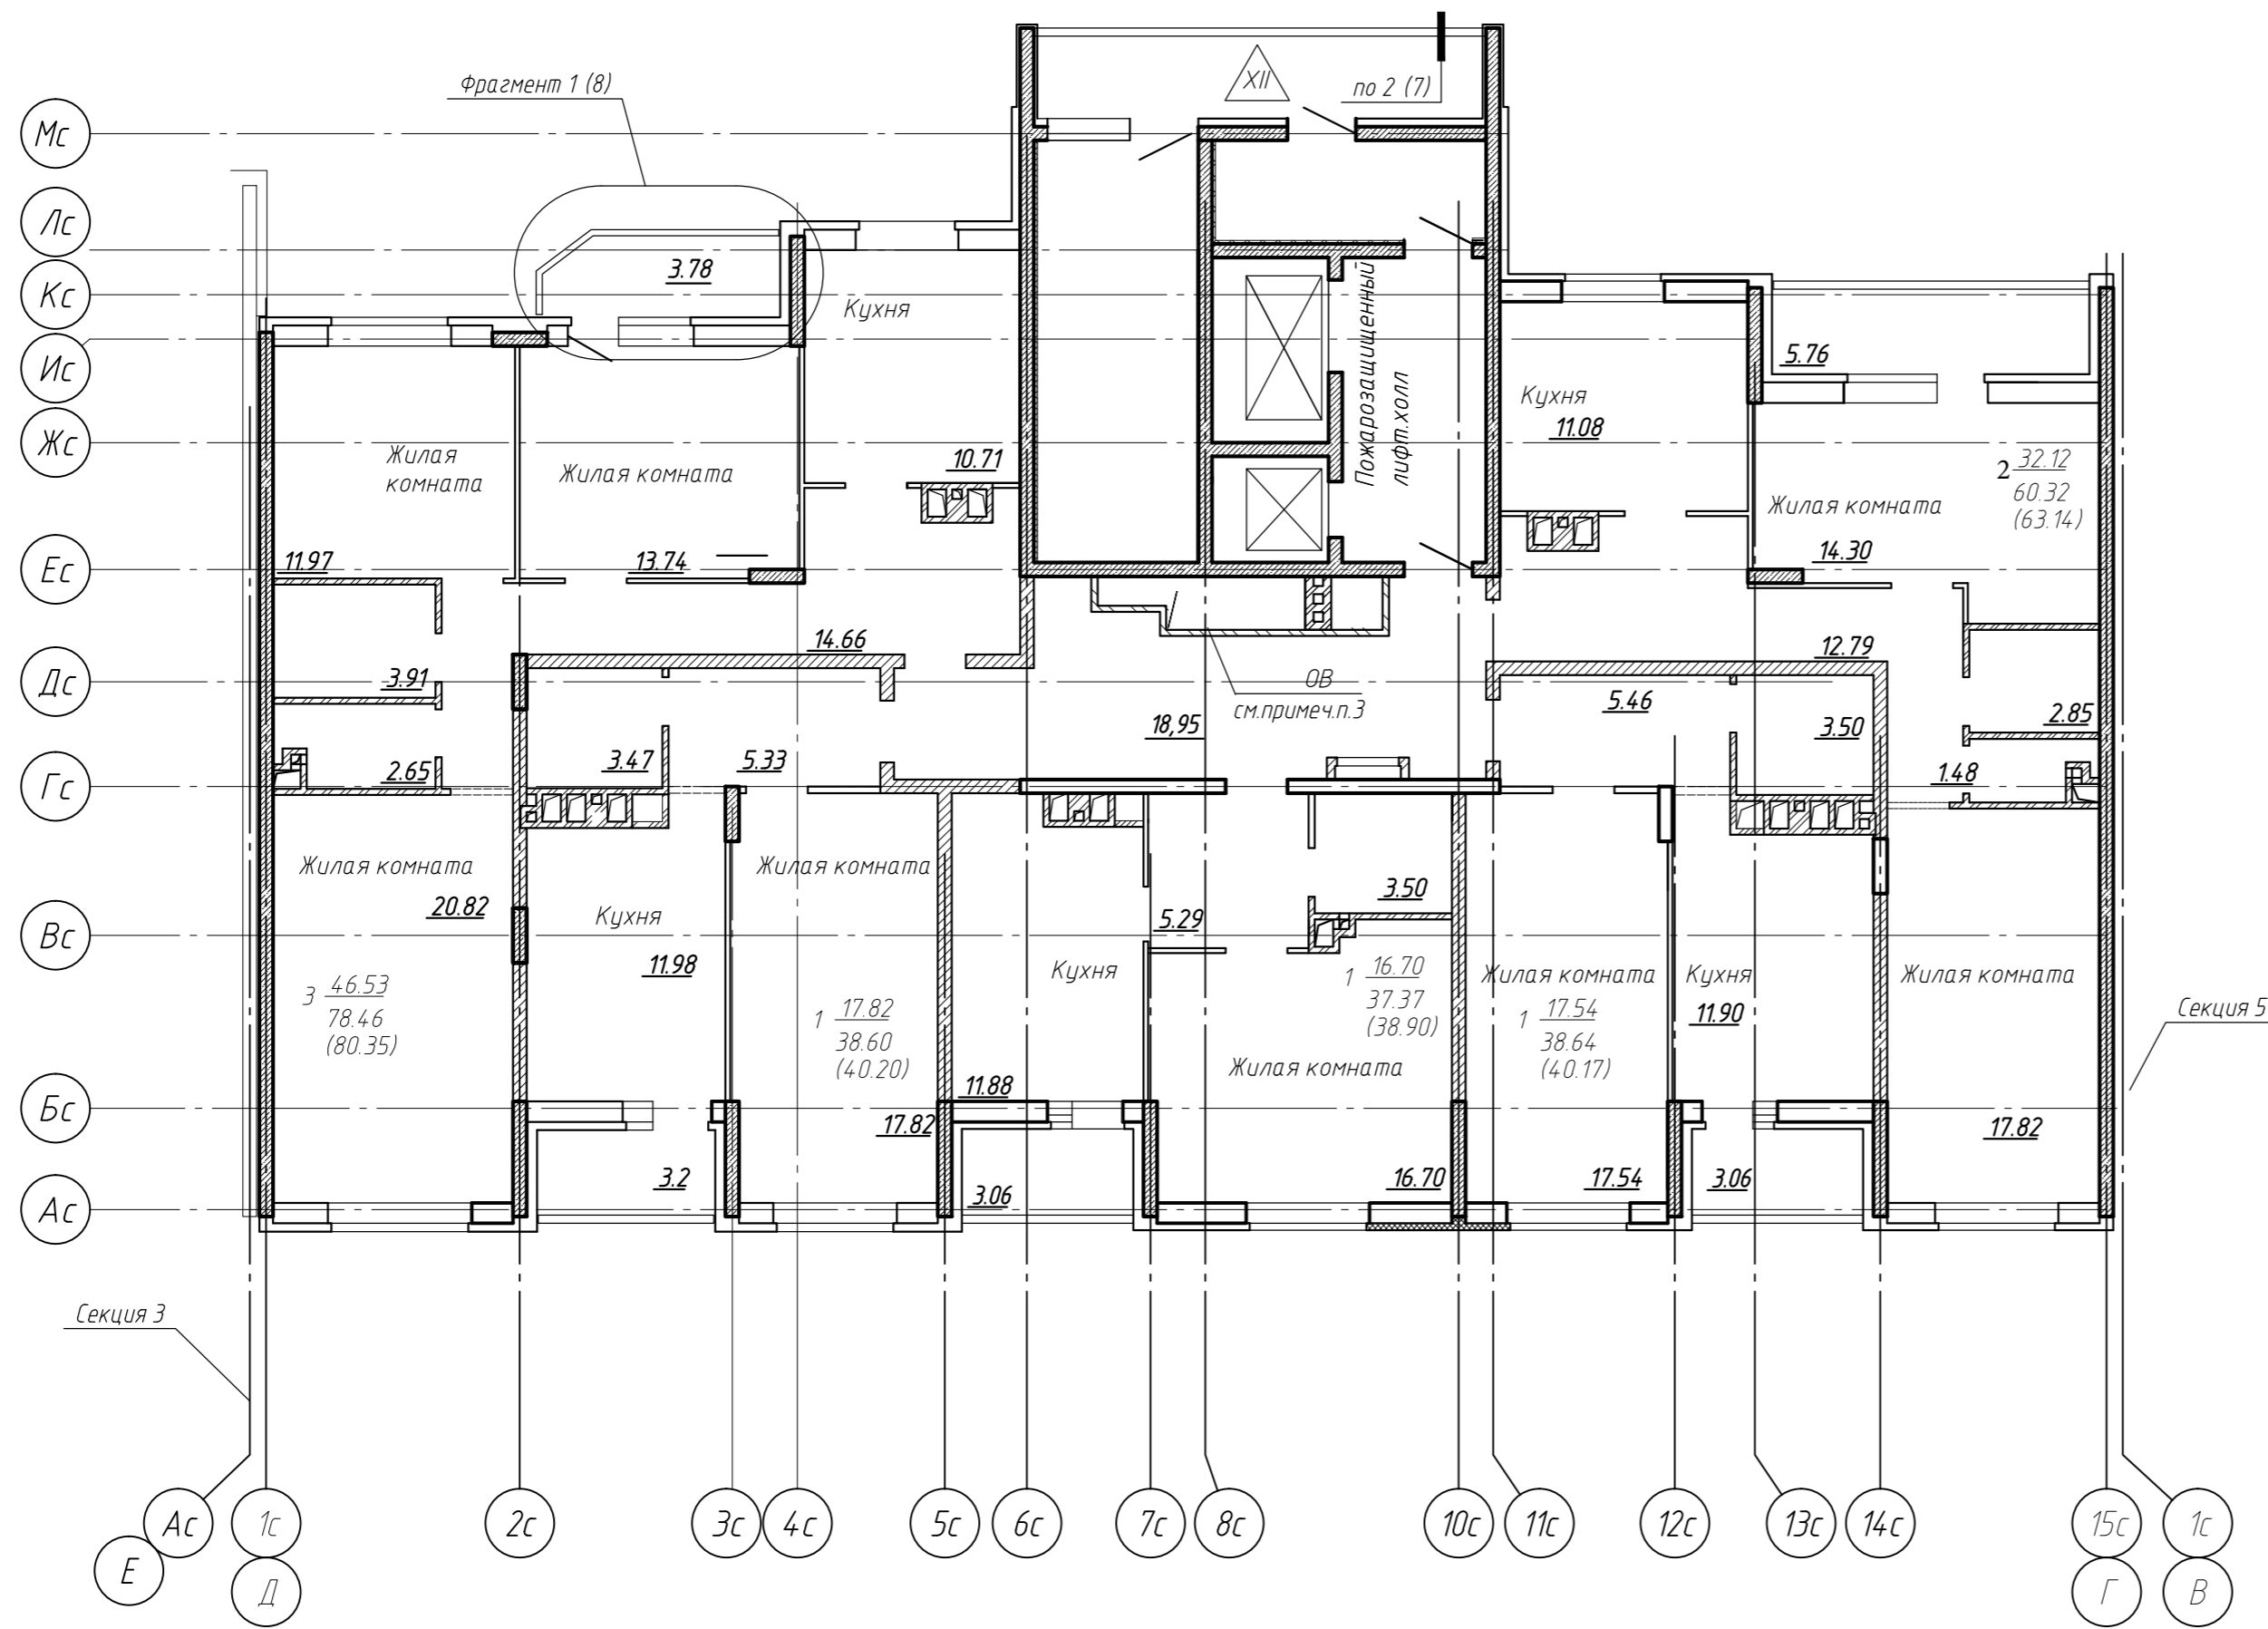 Фрагмент 1 (8)
XII
по 2 (7)
Мс
Лс
Кс
Ис
Жс
Ес
Дс
Гс
Вс
Бс
Ас
3.78
Кухня
5.76
Кухня
11.08
Жилая
комната
Жилая комната
10.71
Пожарозащищенный
лифт.холл
2 32.12
60.32
(63.14)
Жилая комната
11.97
13.74
14.30
14.66
12.79
3.91
ОВ
см.примеч.п.3
5.46
18,95
3.50
2.85
2.65
3.47
5.33
1.48
Жилая комната
20.82
Кухня
11.98
Жилая комната
3.50
5.29
Кухня
3 46.53
78.46
(80.35)
1 17.82
38.60
(40.20)
1 16.70
37.37
(38.90)
Жилая комната
1 17.54
38.64
(40.17)
Кухня
11.90
Жилая комната
Секция 5
Жилая комната
11.88
17.82
17.82
3.2
3.06
16.70
17.54
3.06
Секция 3
Ас
1с
2с
3с
4с
5с
6с
7с
8с
10с
11с
12с
13с
14с
15с
1с
Е
Д
Г
В